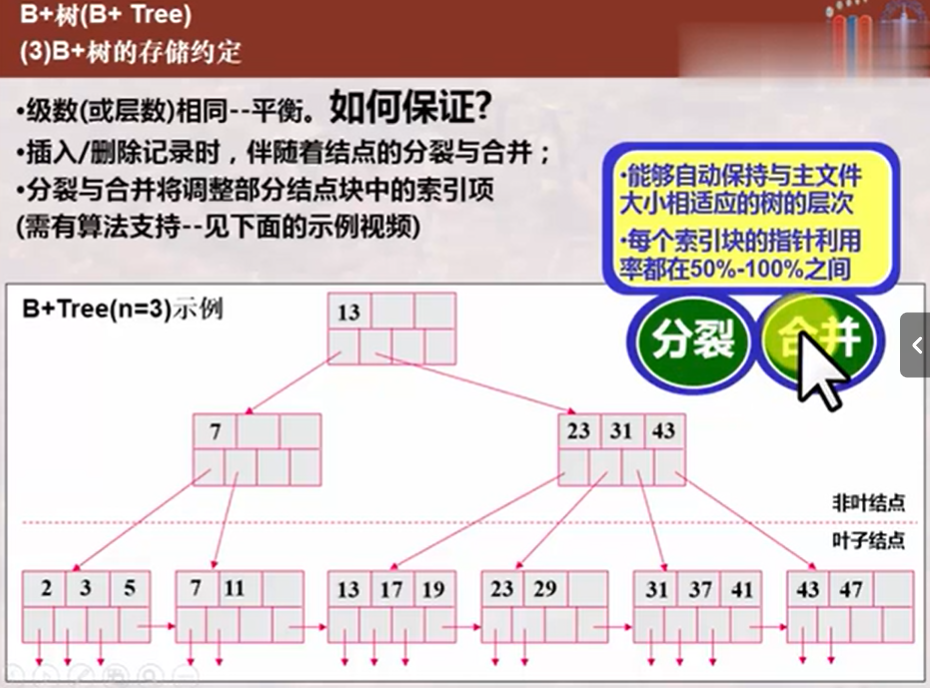 B+树(B+ Tree)
(3)B+树的存储约定
•级数(或层数)相同--平衡。如何保证?
•插入/删除记录时，伴随着结点的分裂与合并；
•分裂与合并将调整部分结点块中的索引项
(需有算法支持--见下面的示例视频)
•能够自动保持与主文件
大小相适应的树的层次
•每个索引块的指针利用
率都在50%-100%之间
分裂 合并
B+Tree(n=3)示例
13
7
23 31 43
非叶结点
叶子结点
2 3 5
7 11
13 17 19
23 29
31 37 41
43 47